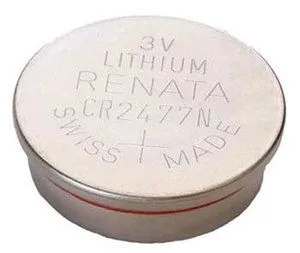 3V
LITHIUM
RENATA
CR2477N
+
SWISS MADE